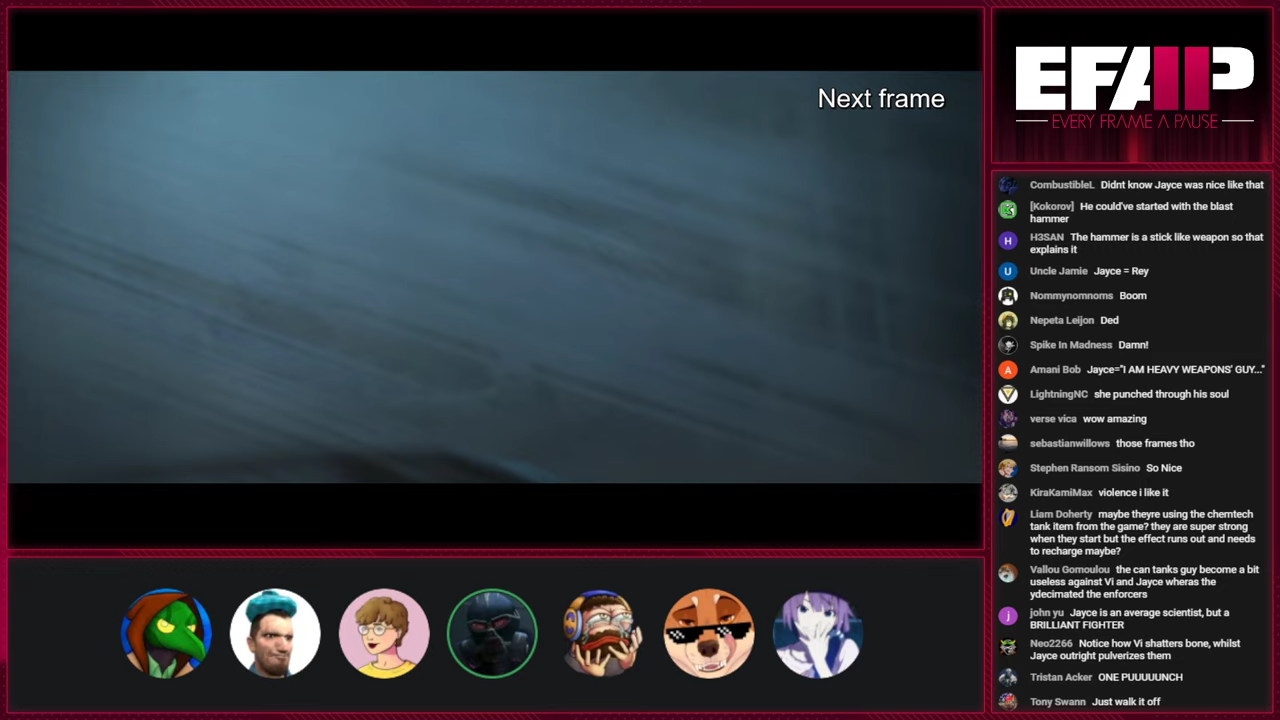 Next frame
EFAP
EVERY FRAME A PAUSE
CombustibleL Didnt know Jayce was nice like that
[Kokorov] He could've started with the blast
hammer
H3SAN The hammer is a stick like weapon so that
explains it
Uncle Jamie Jayce = Rey
Nommynomnoms Boom
Nepeta Leijon Ded
Spike In Madness Damn!
Amani Bob Jayce="I AM HEAVY WEAPONS' GUY..."
LightningNC she punched through his soul
verse vica wow amazing
sebastianwillows those frames tho
Stephen Ransom Sisino So Nice
KiraKamiMax violence i like it
Liam Doherty maybe theyre using the chemtech
tank item from the game? they are super strong
when they start but the effect runs out and needs
to recharge maybe?
Vallou Gomoulou the can tanks guy become a bit
useless against Vi and Jayce wheras the
ydecimated the enforcers
john yu Jayce is an average scientist, but a
BRILLIANT FIGHTER
Neo2266 Notice how Vi shatters bone, whilst
Jayce outright pulverizes them
Tristan Acker ONE PUUUUUNCH
Tony Swann Just walk it off
H
U
A
j